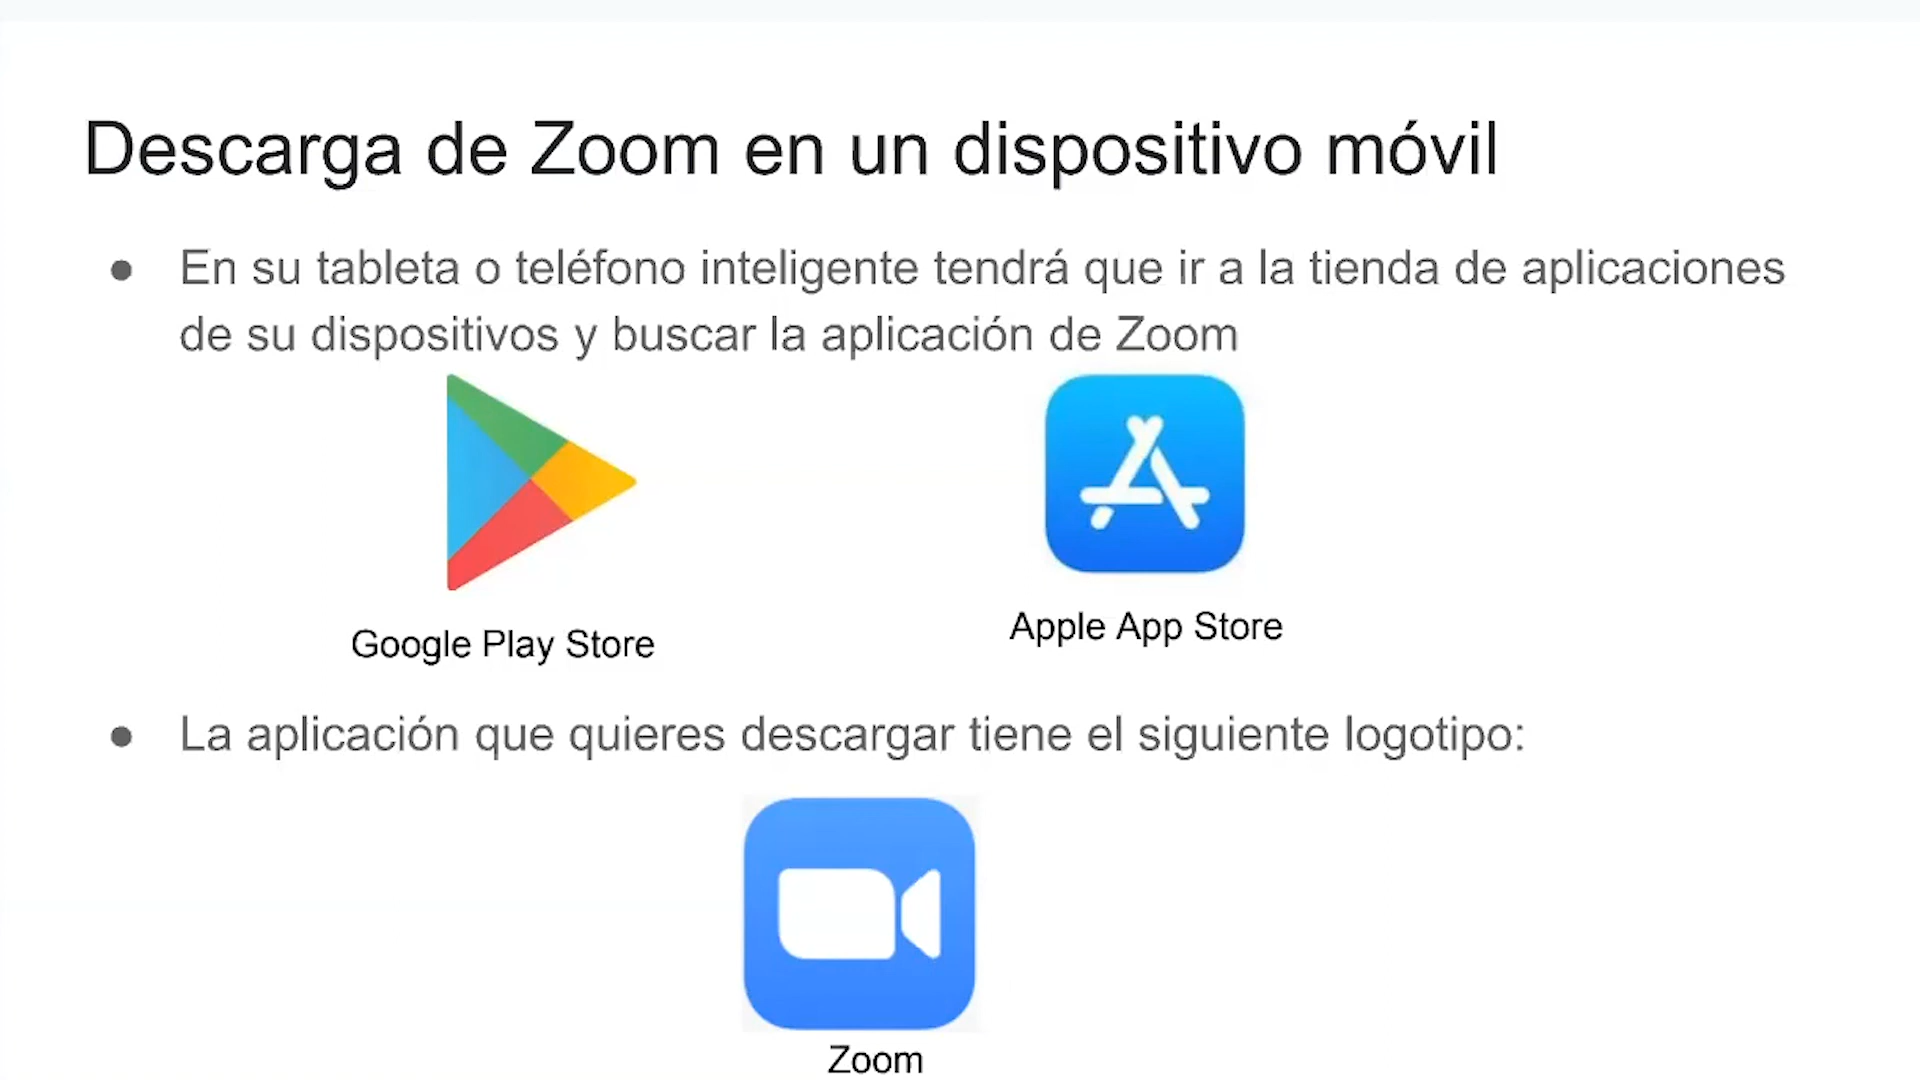 Descarga de Zoom en un dispositivo móvil
● En su tableta o teléfono inteligente tendrá que ir a la tienda de aplicaciones
de su dispositivos y buscar la aplicación de Zoom
Google Play Store
Apple App Store
● La aplicación que quieres descargar tiene el siguiente logotipo:
Zoom